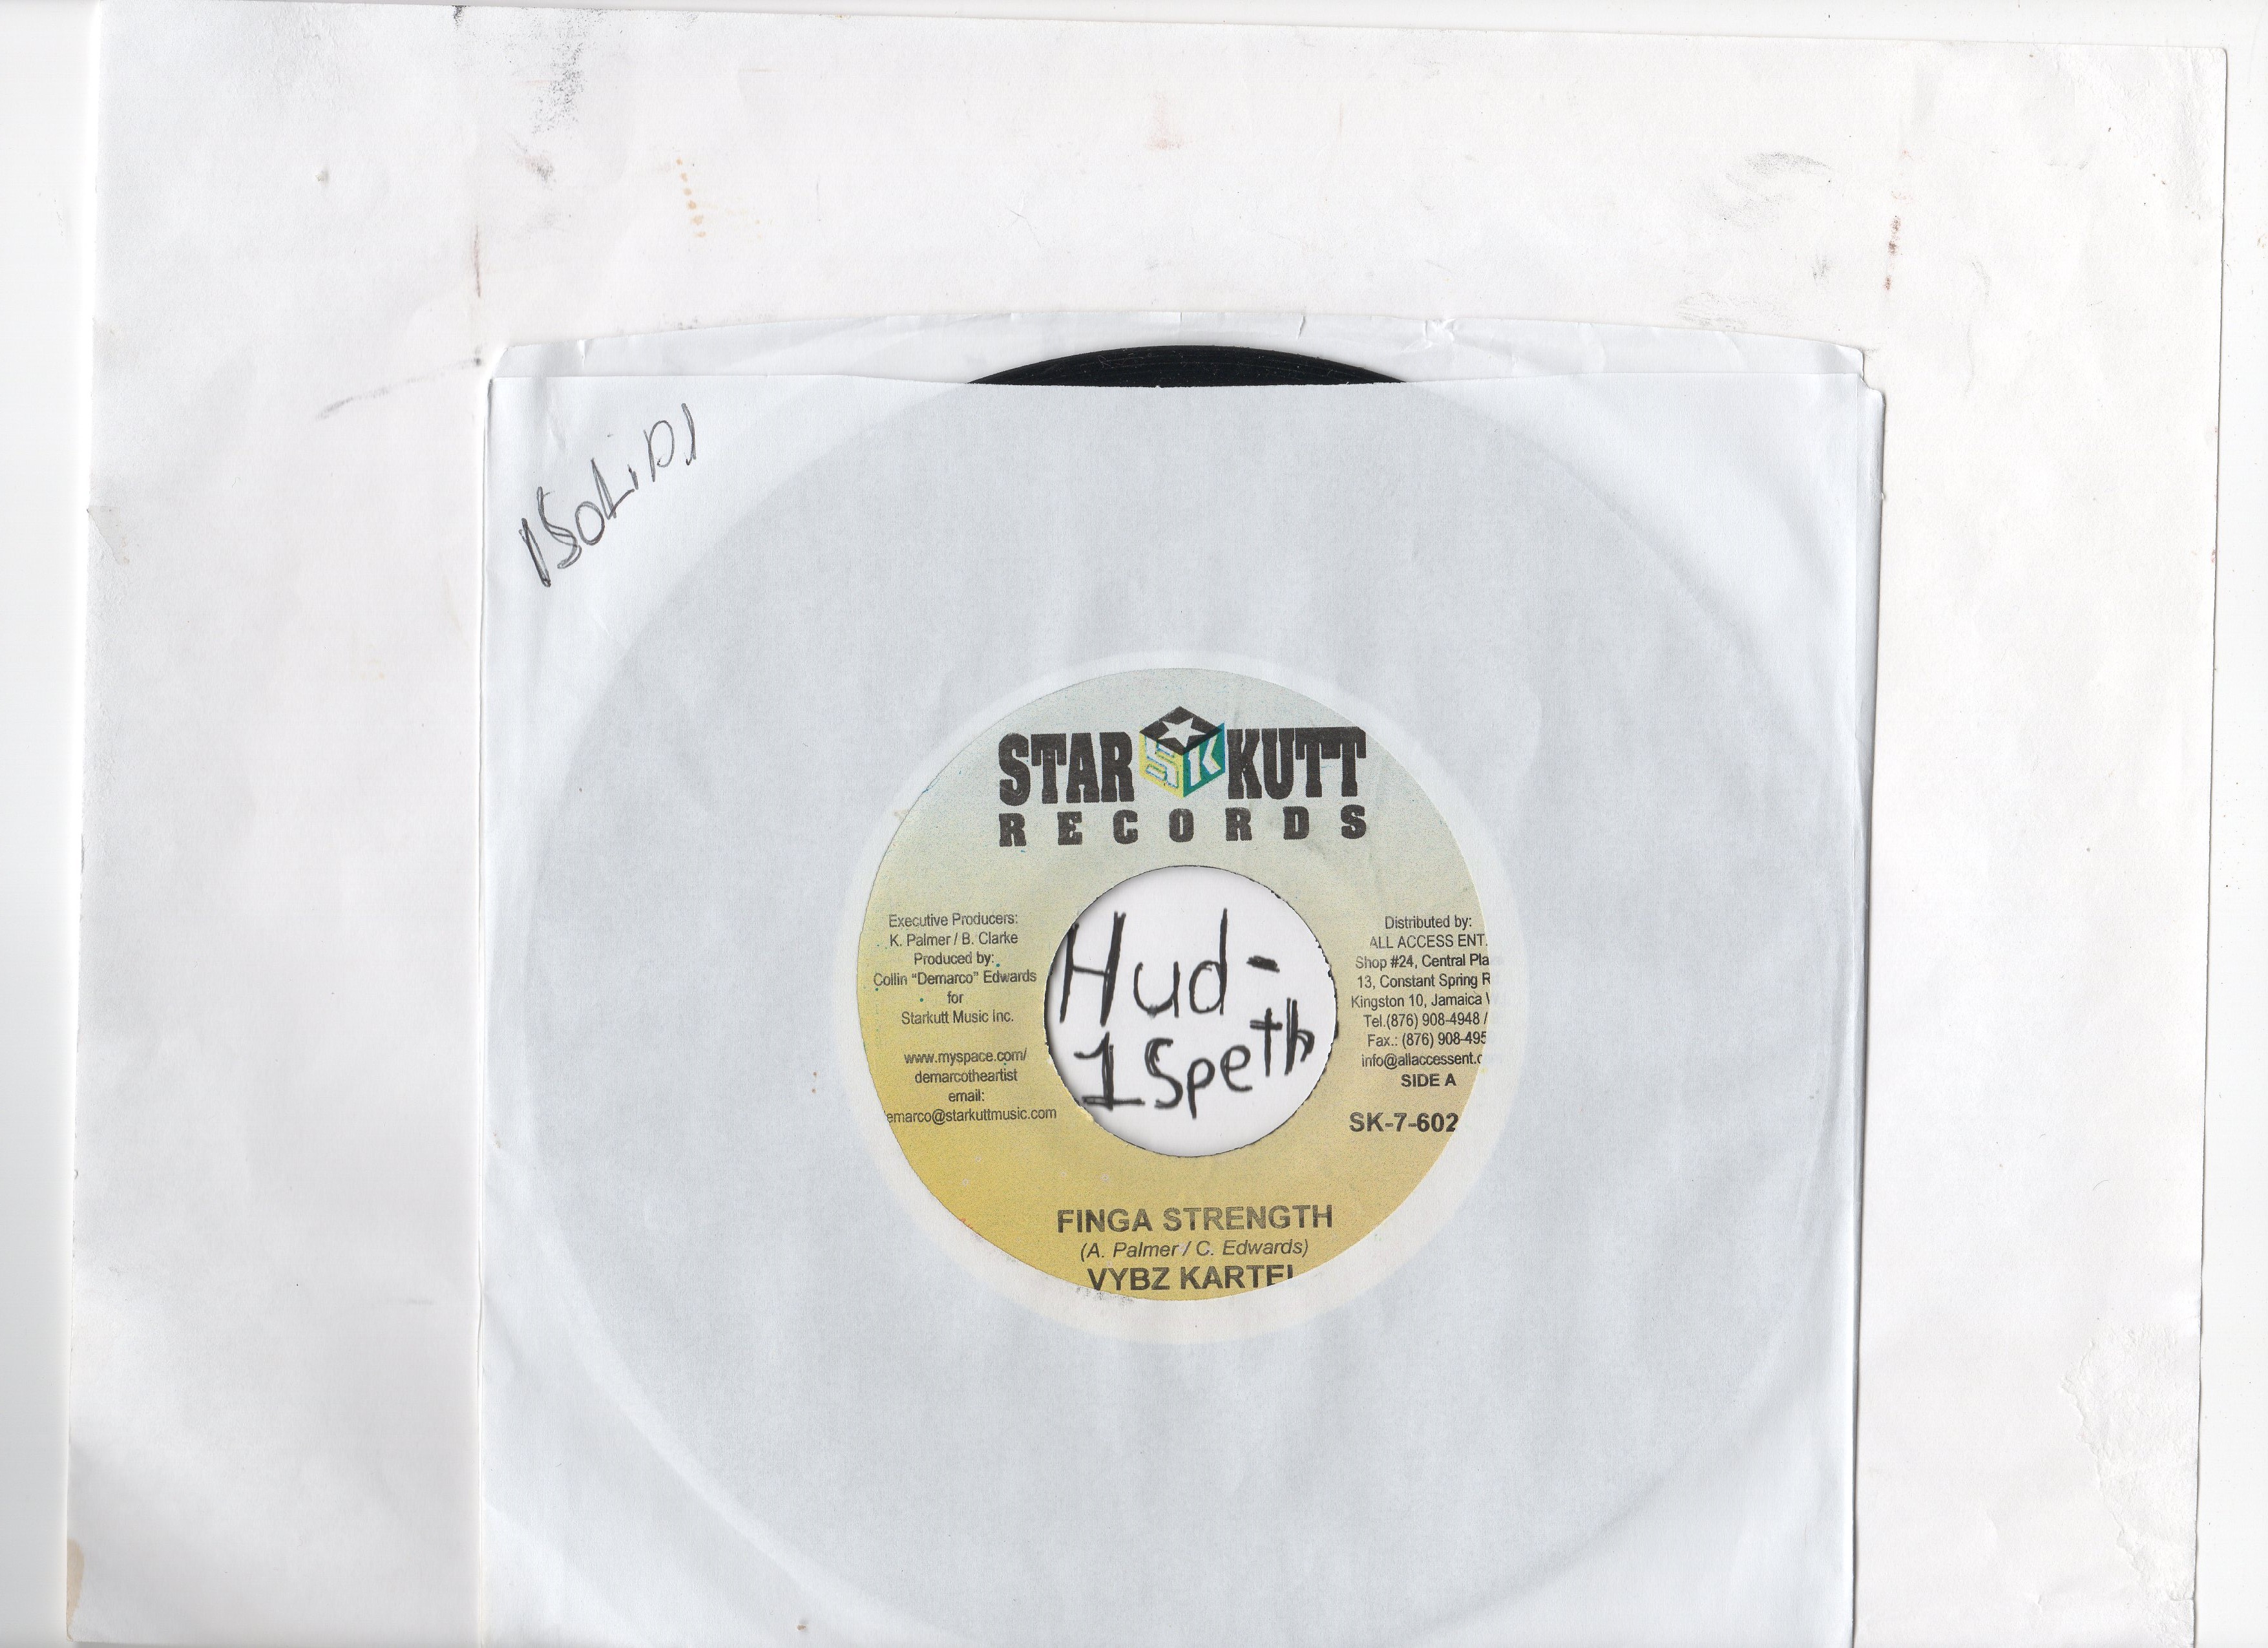 STAR SK KUTT
RECORDS
Executive Producers:
K. Palmer / B. Clarke
Produced by:
Collin “Demarco” Edwards
for
Starkutt Music Inc.
www.myspace.com/
demarcotheartist
email:
emarco@starkuttmusic.com
Hud-
1Speth
Distributed by:
ALL ACCESS ENT.
Shop #24, Central Pla
13, Constant Spring R
Kingston 10, Jamaica
Tel.(876) 908-4948 /
Fax.: (876) 908-495
info@allaccessent.c
SIDE A
SK-7-602
FINGA STRENGTH
(A. Palmer / C. Edwards)
VYBZ KARTEL